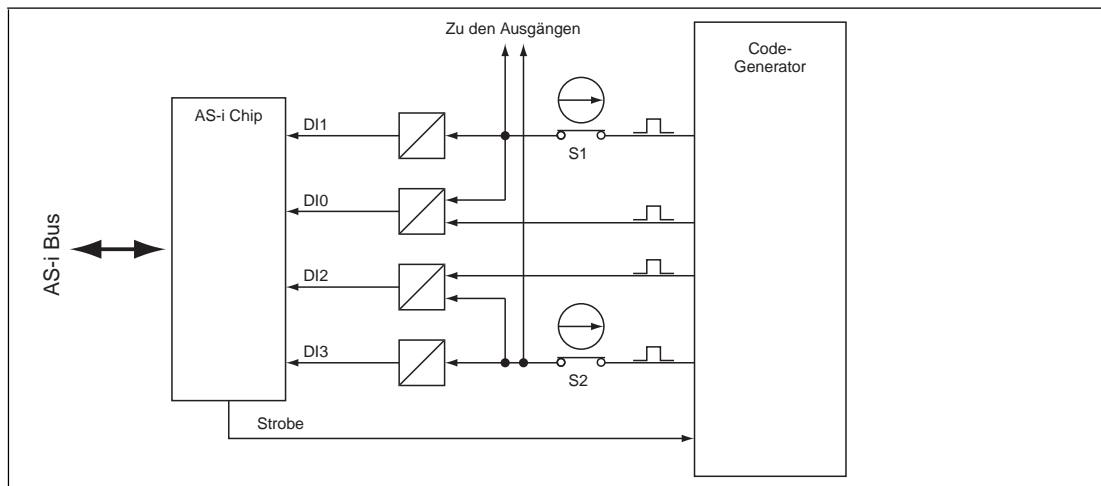 Zu den Ausgängen
Code-
Generator
AS-i Chip
DI1
S1
DI0
AS-i Bus
DI2
DI3
S2
Strobe